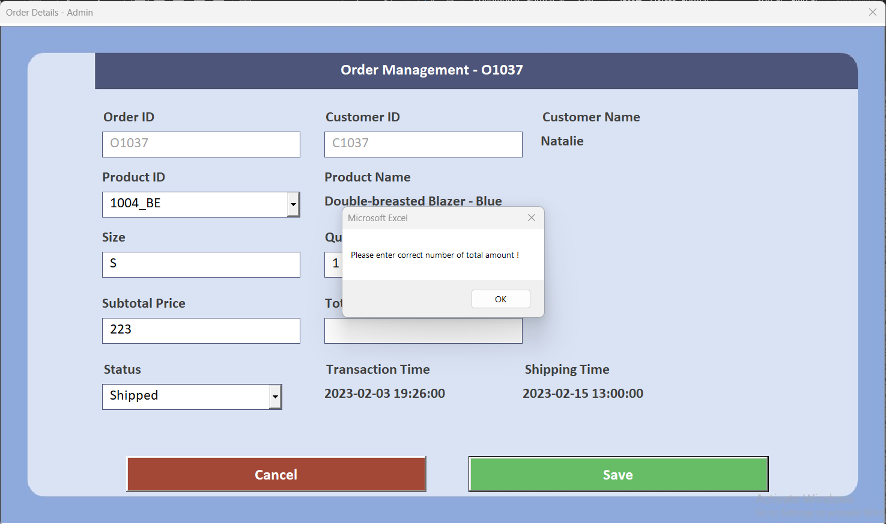 Order Details - Admin
Order Management - O1037
Order ID
Customer ID
Customer Name
O1037
C1037
Natalie
Product ID
Product Name
1004_BE
Double-breasted Blazer - Blue
Microsoft Excel
Please enter correct number of total amount !
OK
Size
S
1
Subtotal Price
223
Status
Transaction Time
Shipping Time
Shipped
2023-02-03 19:26:00
2023-02-15 13:00:00
Cancel
Save